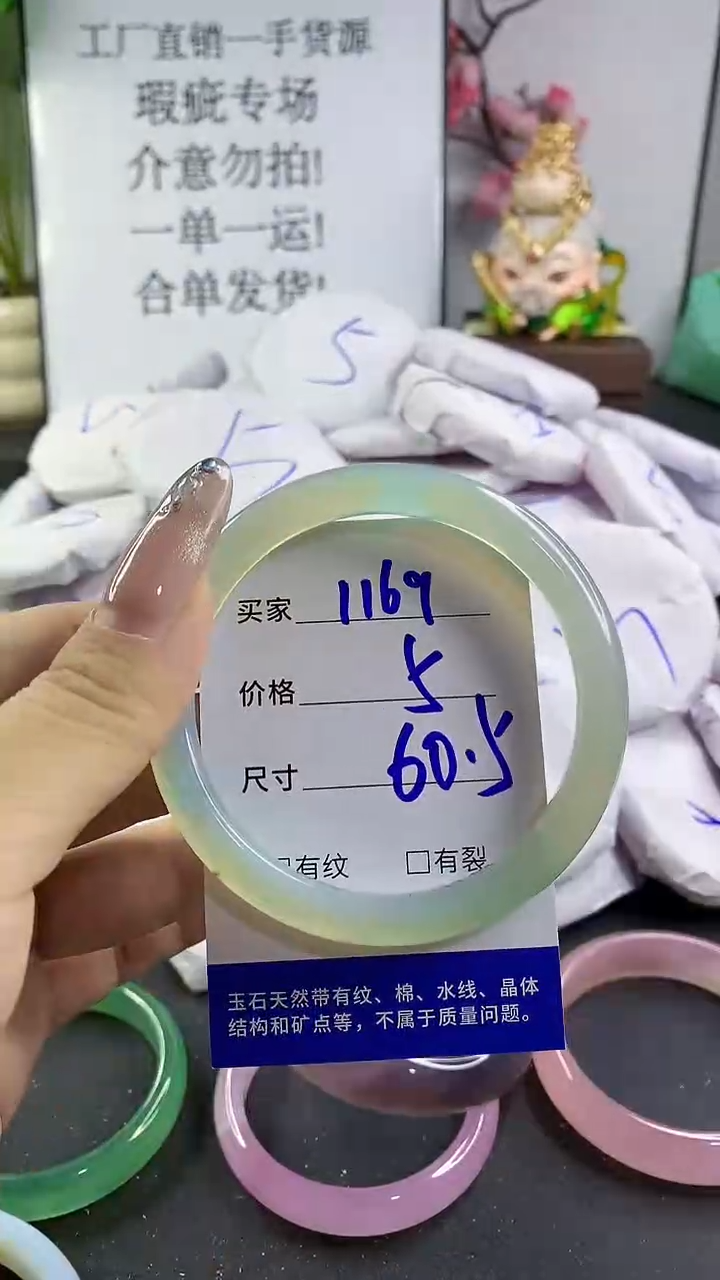 工厂直销一手货源
瑕疵专场
介意勿拍!
一单一运!
合单发货!
5
5
买家 1169
价格 5
尺寸 60.5
□有纹 □有裂
玉石天然带有纹、棉、水线、晶体
结构和矿点等，不属于质量问题。